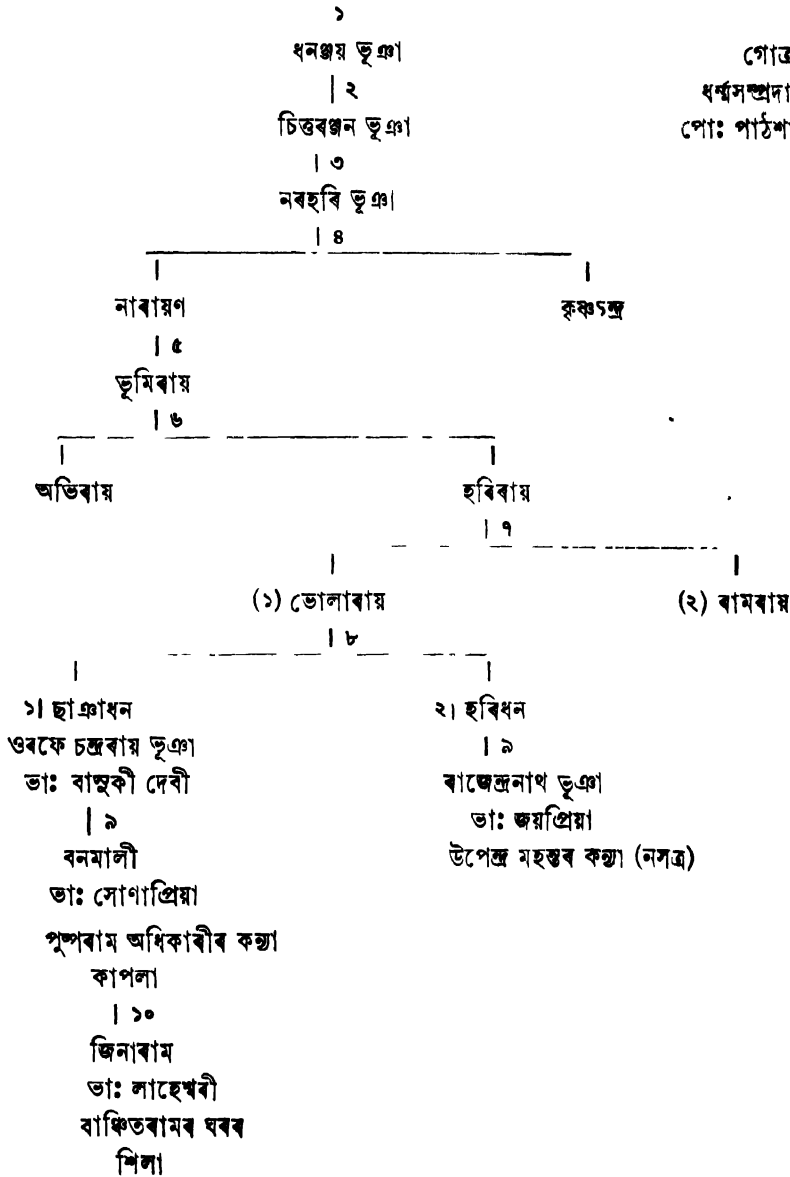 ১
ধনঞ্জয় ভূঞা
গোত্ৰ
২
ধৰ্ম্মসম্প্ৰদা
চিত্তৰঞ্জন ভূঞা
পো: পাঠশা
৩
নৰহৰি ভূঞা
৪
নাৰায়ণ
কৃষ্ণচন্দ্ৰ
৫
ভূমিৰায়
৬
অভিৰায়
হৰিৰায়
৭
(১) ভোলাৰায়
(২) ৰামৰায়
৮
১। ছাঞাধন
ওৰফে চন্দ্ৰৰায় ভূঞা
ভা: বাসুকী দেবী
৯
বনমালী
ভা: সোণাপ্ৰিয়া
পুষ্পৰাম অধিকাৰীৰ কন্যা
কাপলা
১০
জিনাৰাম
ভা: লাহেশ্বৰী
বাঞ্চিতৰামৰ ঘৰৰ
শিলা
২। হৰিধন
৯
ৰাজেন্দ্ৰনাথ ভূঞা
ভা: জয়প্ৰিয়া
উপেন্দ্ৰ মহন্তৰ কন্যা (নসত্ৰ)